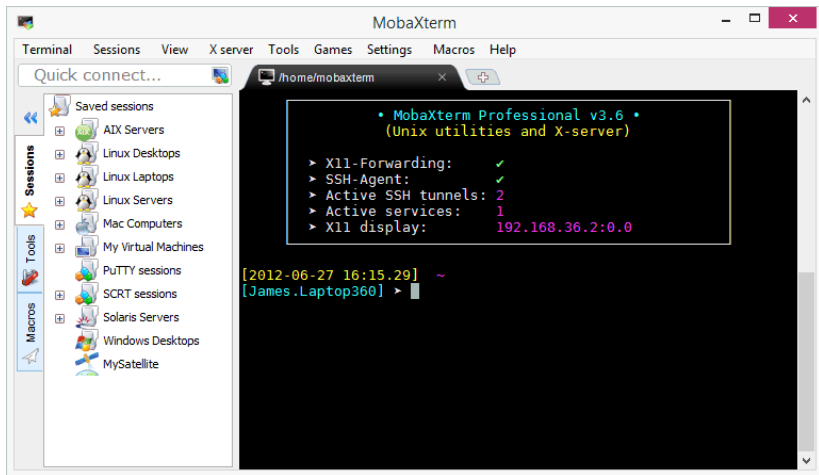 MobaXterm
Terminal Sessions View X server Tools Games Settings Macros Help
Quick connect...
/home/mobaxterm
Saved sessions
AIX Servers
Linux Desktops
Linux Laptops
Linux Servers
Mac Computers
My Virtual Machines
PuTTY sessions
SCRT sessions
Solaris Servers
Windows Desktops
MySatellite
Sessions
Tools
Macros
• MobaXterm Professional v3.6 •
(Unix utilities and X-server)
➤ X11-Forwarding: ✔
➤ SSH-Agent: ✔
➤ Active SSH tunnels: 2
➤ Active services: 1
➤ X11 display: 192.168.36.2:0.0
[2012-06-27 16:15.29] ~
[James.Laptop360] ➤